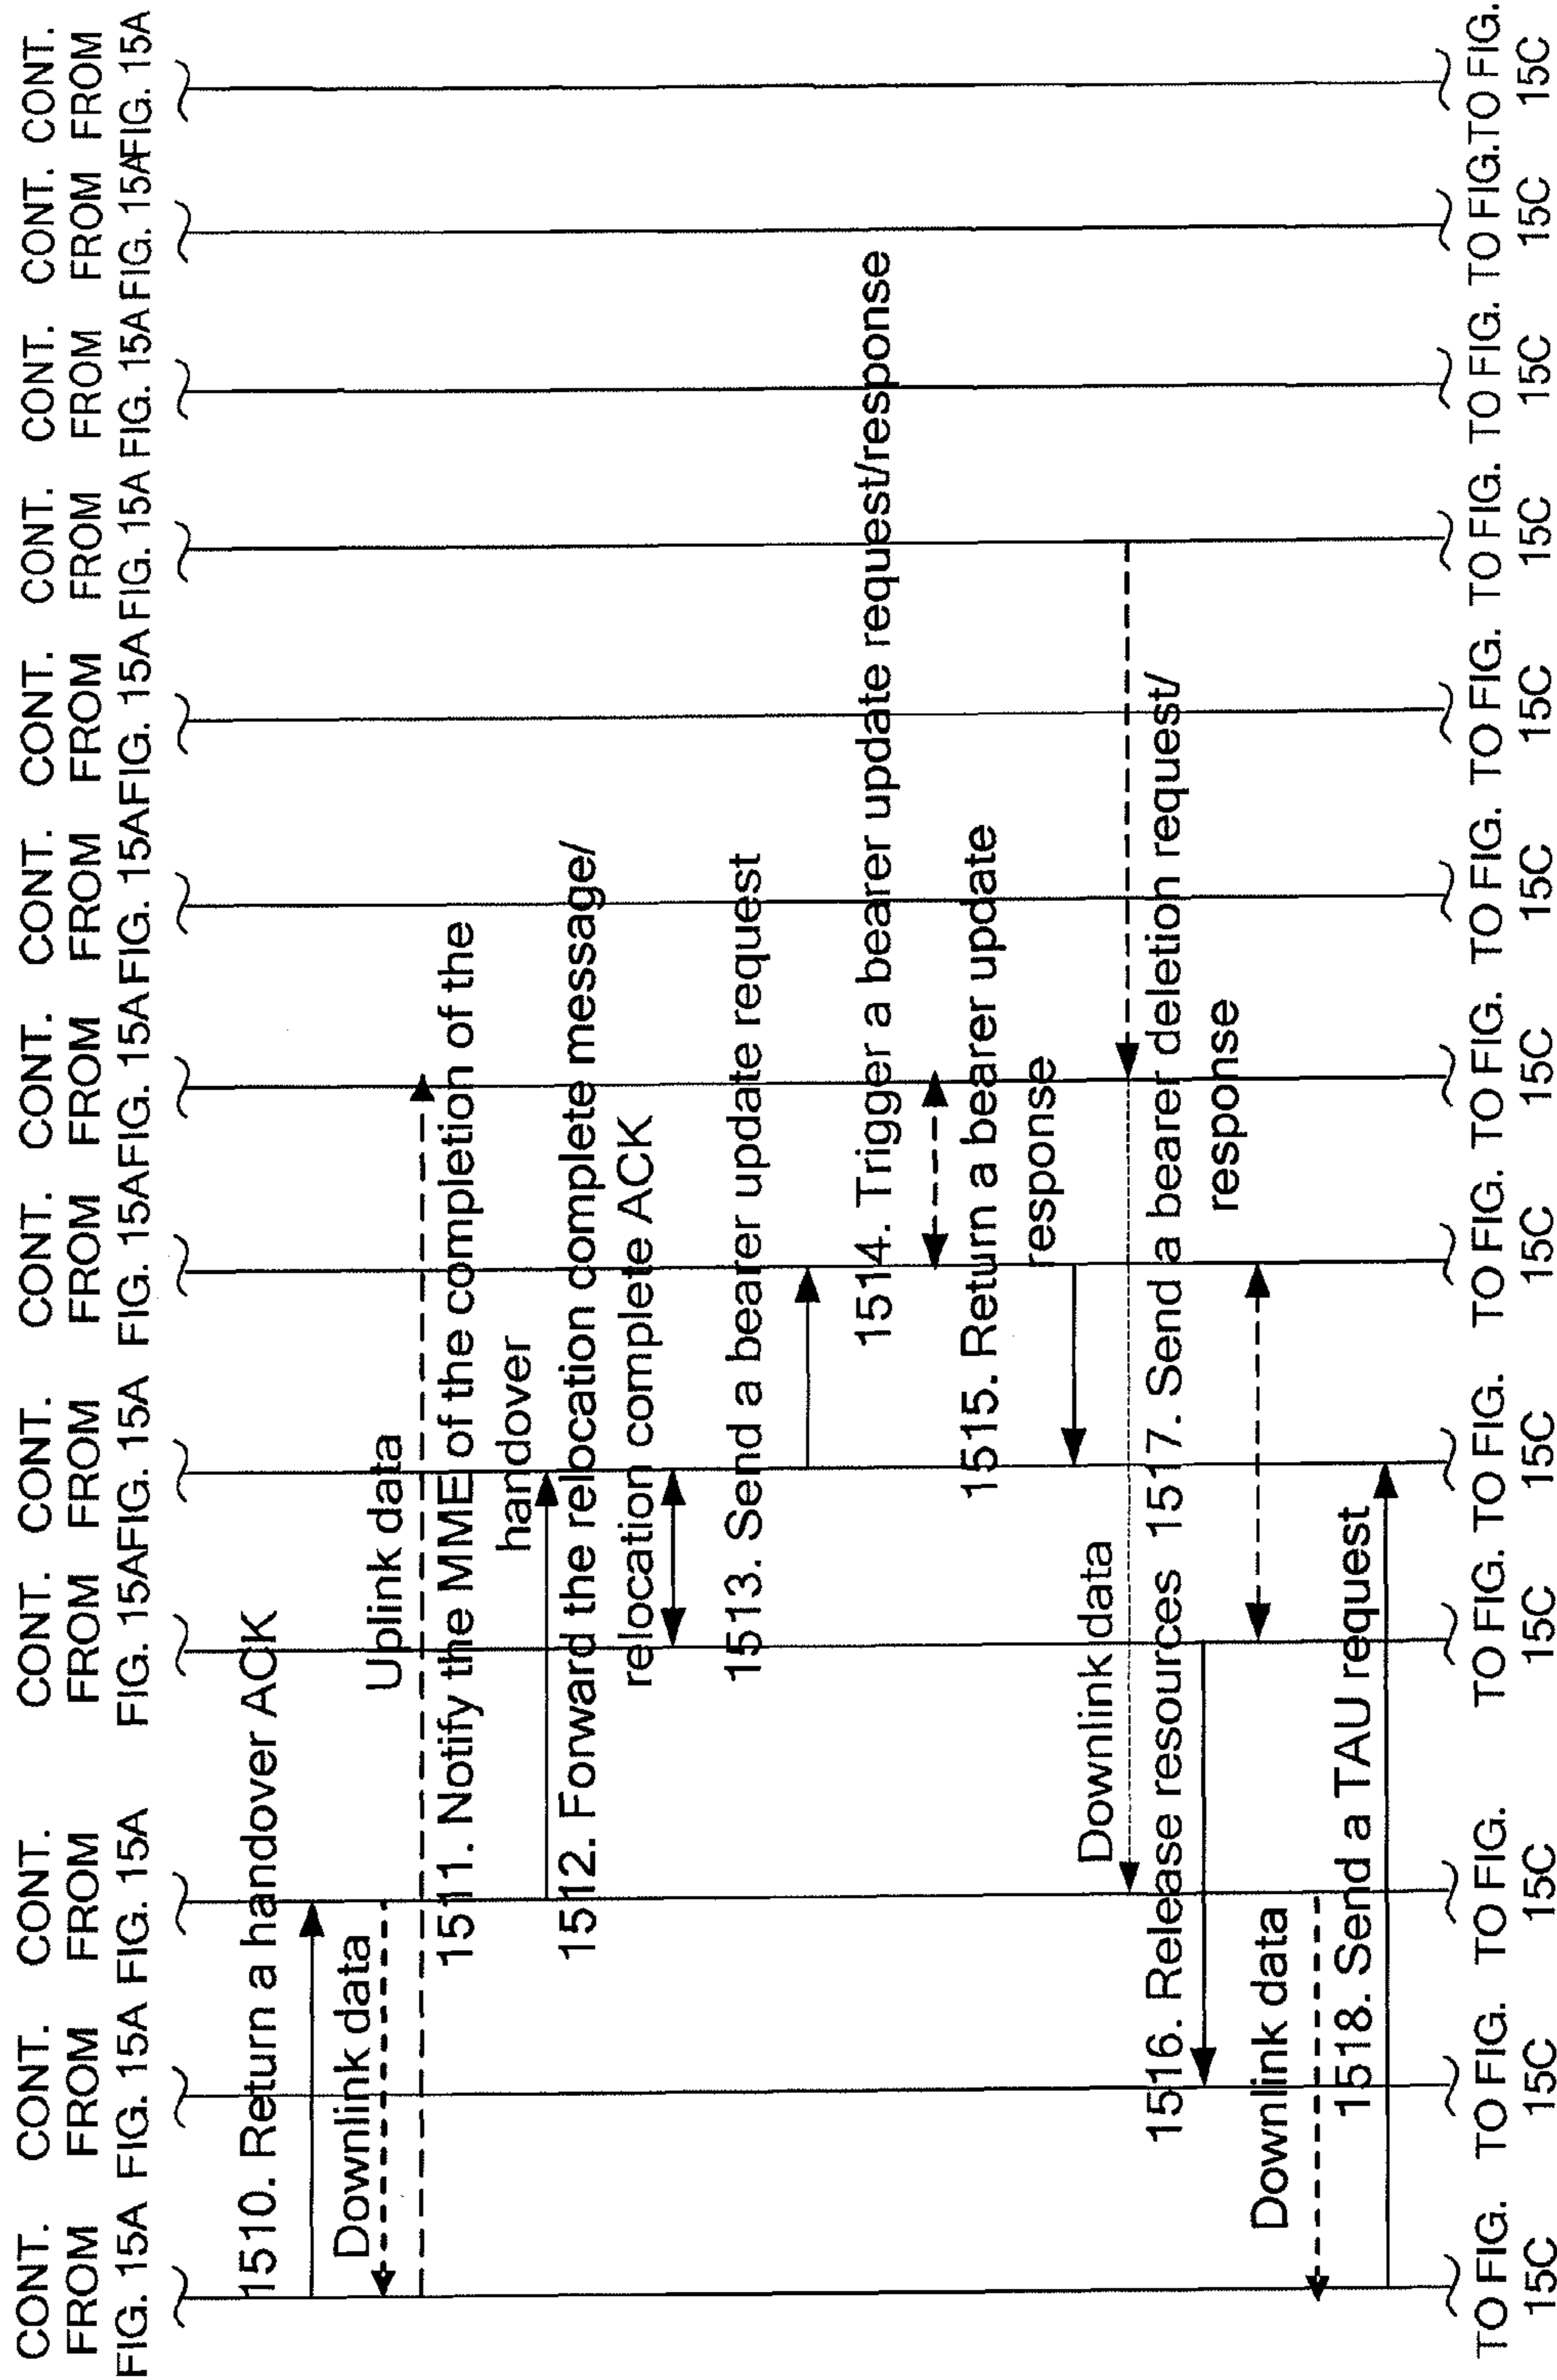 CONT. CONT. CONT. CONT. CONT. CONT. CONT. CONT. CONT. CONT. CONT. CONT. CONT.
FROM FROM FROM FROM FROM FROM FROM FROM FROM FROM FROM FROM FROM
FIG. 15A FIG. 15A FIG. 15A FIG. 15A FIG. 15A FIG. 15A FIG. 15A FIG. 15A FIG. 15A FIG. 15A FIG. 15A FIG. 15A FIG. 15A
1510. Return a handover ACK
Downlink data
Uplink data
1511. Notify the MME of the completion of the
handover
1512. Forward the relocation complete message/
relocation complete ACK
1513. Send a bearer update request
1514. Trigger a bearer update request/response
1515. Return a bearer update
response
Downlink data
1516. Release resources
1517. Send a bearer deletion request/
response
Downlink data
1518. Send a TAU request
TO FIG. TO FIG. TO FIG. TO FIG. TO FIG. TO FIG. TO FIG. TO FIG. TO FIG. TO FIG. TO FIG. TO FIG. TO FIG.
15C 15C 15C 15C 15C 15C 15C 15C 15C 15C 15C 15C 15C